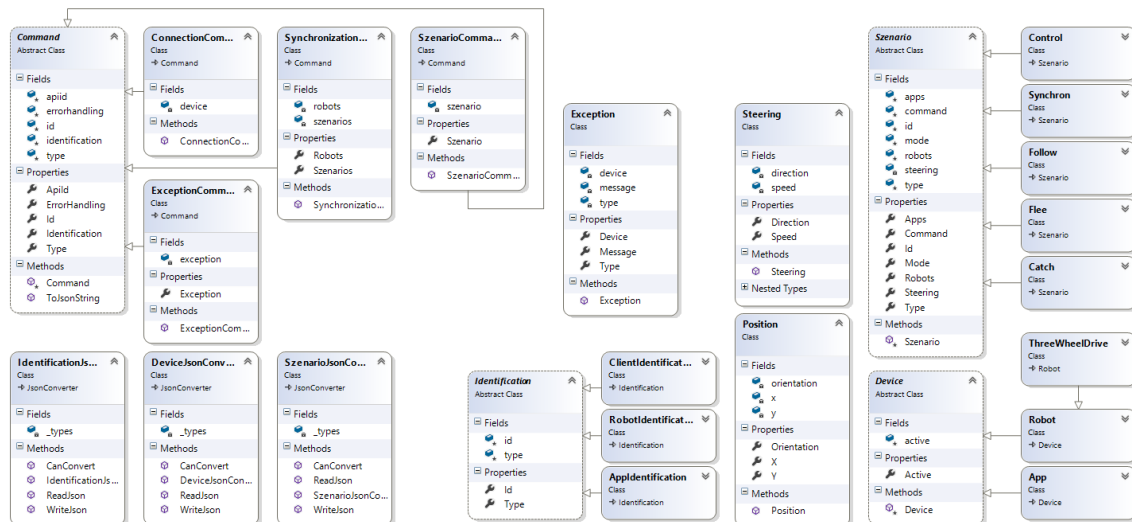 Command
Abstract Class
Fields
apiid
errorhandling
id
identification
type
Properties
ApiId
ErrorHandling
Id
Identification
Type
Methods
Command
ToJsonString
ConnectionCom...
Class
Command
Fields
device
Methods
ConnectionCo...
ExceptionComm...
Class
Command
Fields
exception
Properties
Exception
Methods
ExceptionCom...
Synchronization...
Class
Command
Fields
robots
szenarios
Properties
Robots
Szenarios
Methods
Synchronizatio...
SzenarioComma...
Class
Command
Fields
szenario
Properties
Szenario
Methods
SzenarioComm...
Exception
Class
Fields
device
message
type
Properties
Device
Message
Type
Methods
Exception
Steering
Class
Fields
direction
speed
Properties
Direction
Speed
Methods
Steering
Nested Types
Szenario
Abstract Class
Fields
apps
command
id
mode
robots
steering
type
Properties
Apps
Command
Id
Mode
Robots
Steering
Type
Methods
Szenario
Control
Class
Szenario
Synchron
Class
Szenario
Follow
Class
Szenario
Flee
Class
Szenario
Catch
Class
Szenario
IdentificationJs...
Class
JsonConverter
Fields
_types
Methods
CanConvert
IdentificationJs...
ReadJson
WriteJson
DeviceJsonConv...
Class
JsonConverter
Fields
_types
Methods
CanConvert
DeviceJsonCon...
ReadJson
WriteJson
SzenarioJsonCo...
Class
JsonConverter
Fields
_types
Methods
CanConvert
ReadJson
SzenarioJsonCo...
WriteJson
Identification
Abstract Class
Fields
id
type
Properties
Id
Type
ClientIdentificat...
Class
Identification
RobotIdentificat...
Class
Identification
AppIdentification
Class
Identification
Position
Class
Fields
orientation
x
y
Properties
Orientation
X
Y
Methods
Position
Device
Abstract Class
Fields
active
Properties
Active
Methods
Device
ThreeWheelDrive
Class
Robot
Robot
Class
Device
App
Class
Device